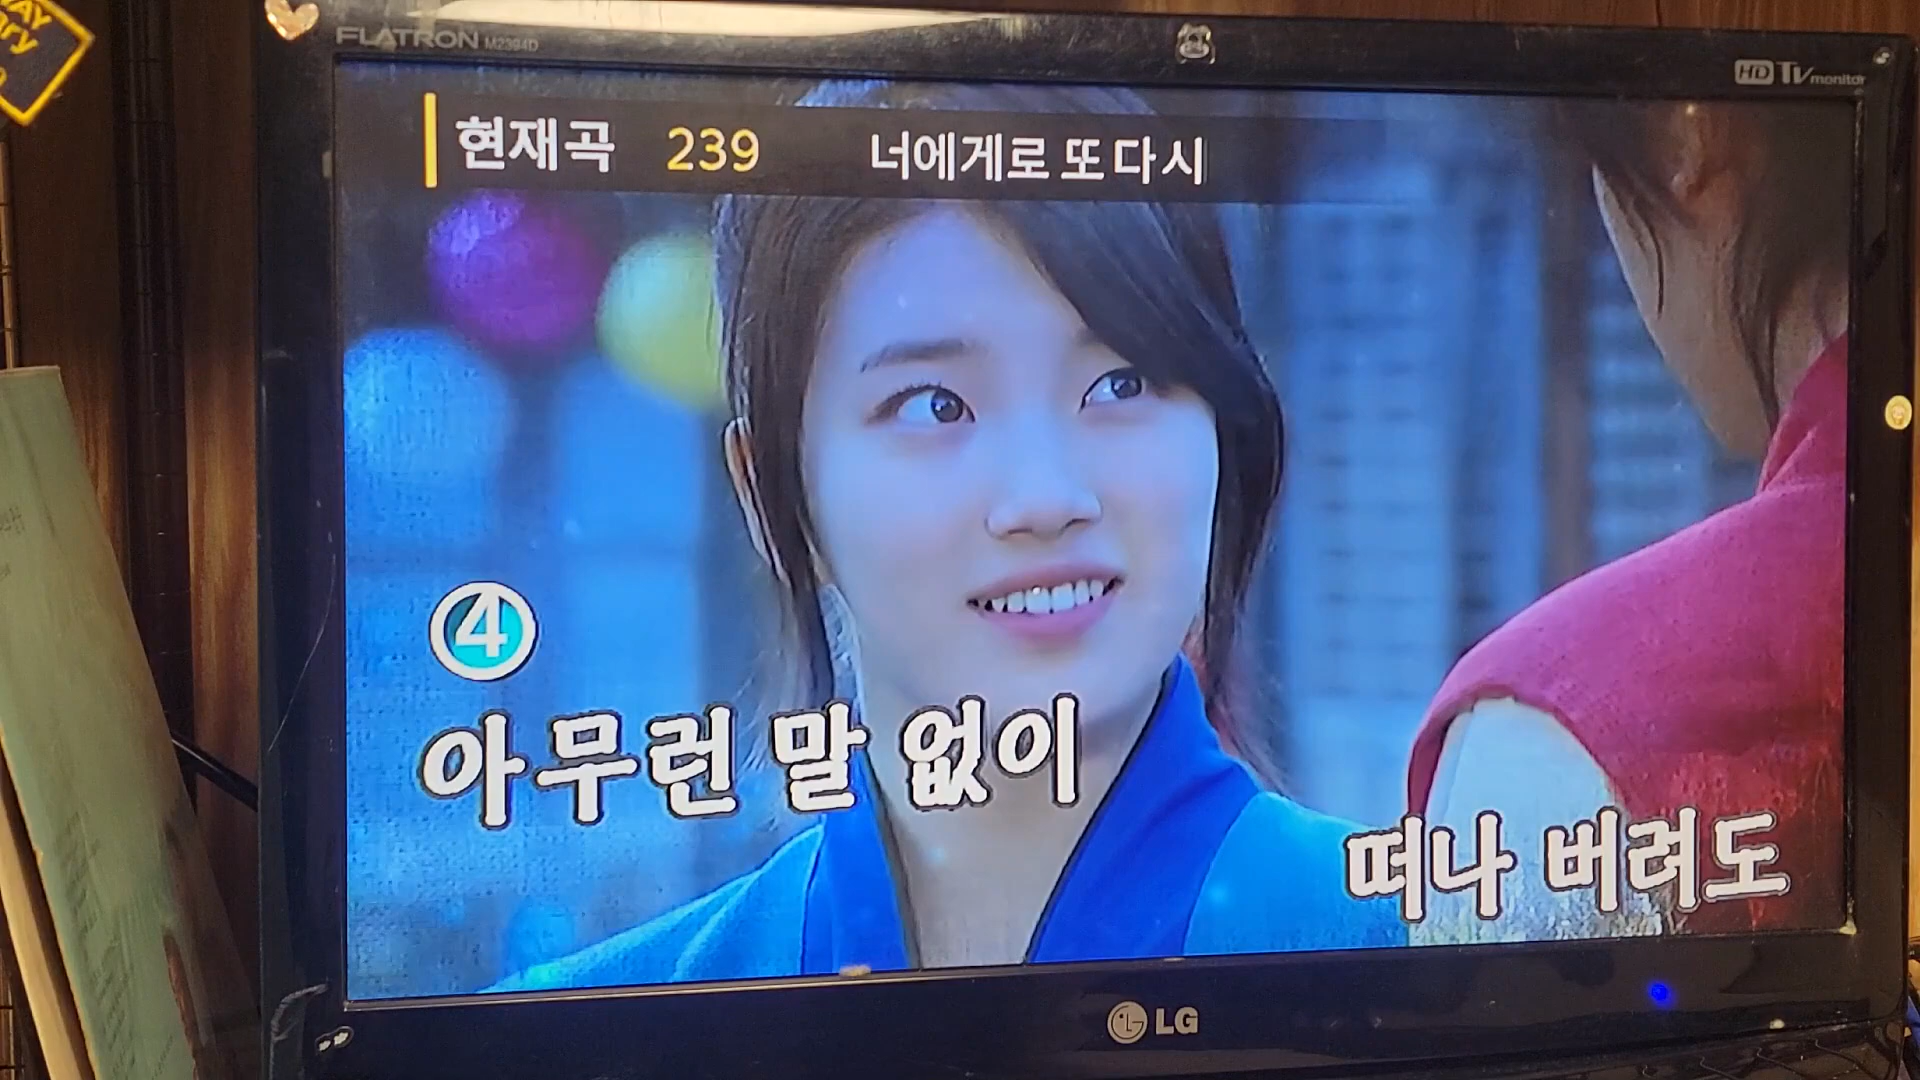 FLATRON M2394D
HD TV monitor
현재곡 239 너에게로 또 다시
4
아무런 말 없이
떠나 버려도
LG